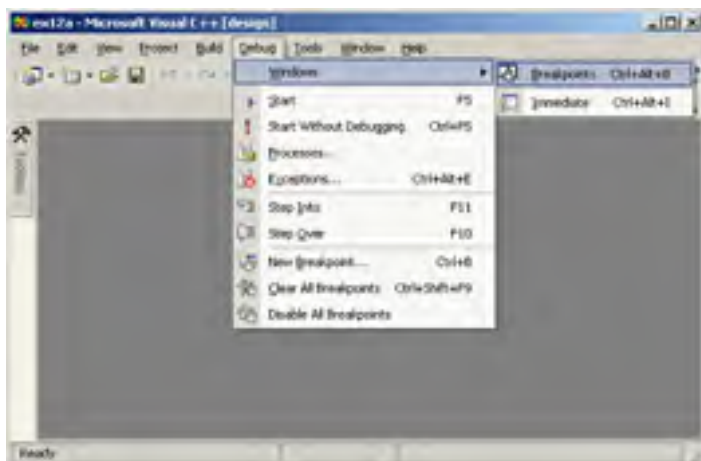 ex12a - Microsoft Visual C++ [design]
File Edit View Project Build Debug Tools Window Help
Windows
Breakpoints Ctrl+Alt+B
Immediate Ctrl+Alt+I
Start F5
Start Without Debugging Ctrl+F5
Processes...
Exceptions... Ctrl+Alt+E
Step Into F11
Step Over F10
New Breakpoint... Ctrl+B
Clear All Breakpoints Ctrl+Shift+F9
Disable All Breakpoints
Toolbox
Ready